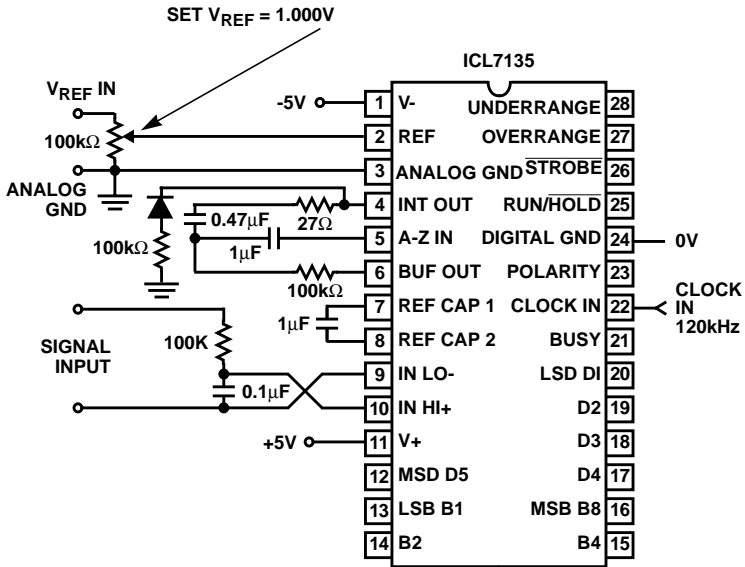 SET VREF = 1.000V
ICL7135
VREF IN
100kΩ
ANALOG
GND
-5V
1 V-
2 REF
3 ANALOG GND
4 INT OUT
5 A-Z IN
6 BUF OUT
7 REF CAP 1
8 REF CAP 2
9 IN LO-
10 IN HI+
11 V+
12 MSD D5
13 LSB B1
14 B2
UNDERRANGE 28
OVERRANGE 27
STROBE 26
RUN/HOLD 25
DIGITAL GND 24
0V
POLARITY 23
CLOCK IN 22
CLOCK
IN
120kHz
BUSY 21
LSD DI 20
D2 19
D3 18
D4 17
MSB B8 16
B4 15
0.47μF
27Ω
1μF
100kΩ
100kΩ
1μF
SIGNAL
INPUT
100K
0.1μF
+5V